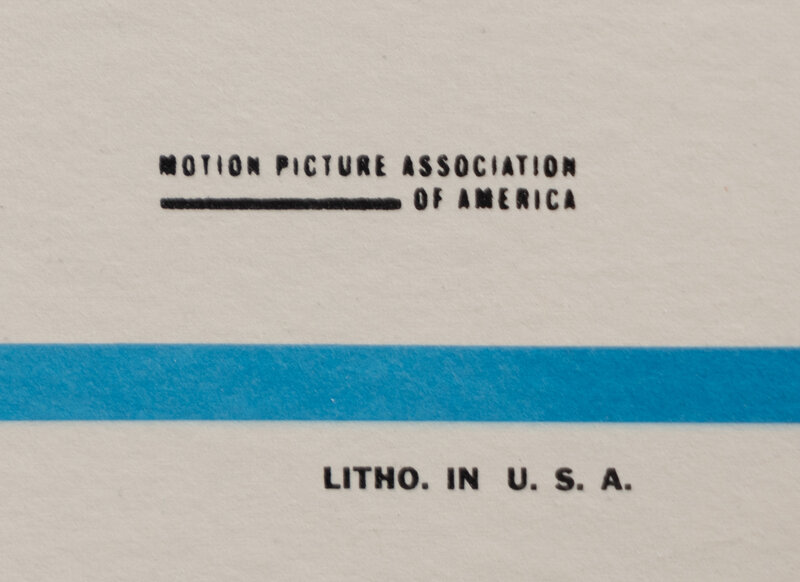 MOTION PICTURE ASSOCIATION
OF AMERICA
LITHO. IN U. S. A.